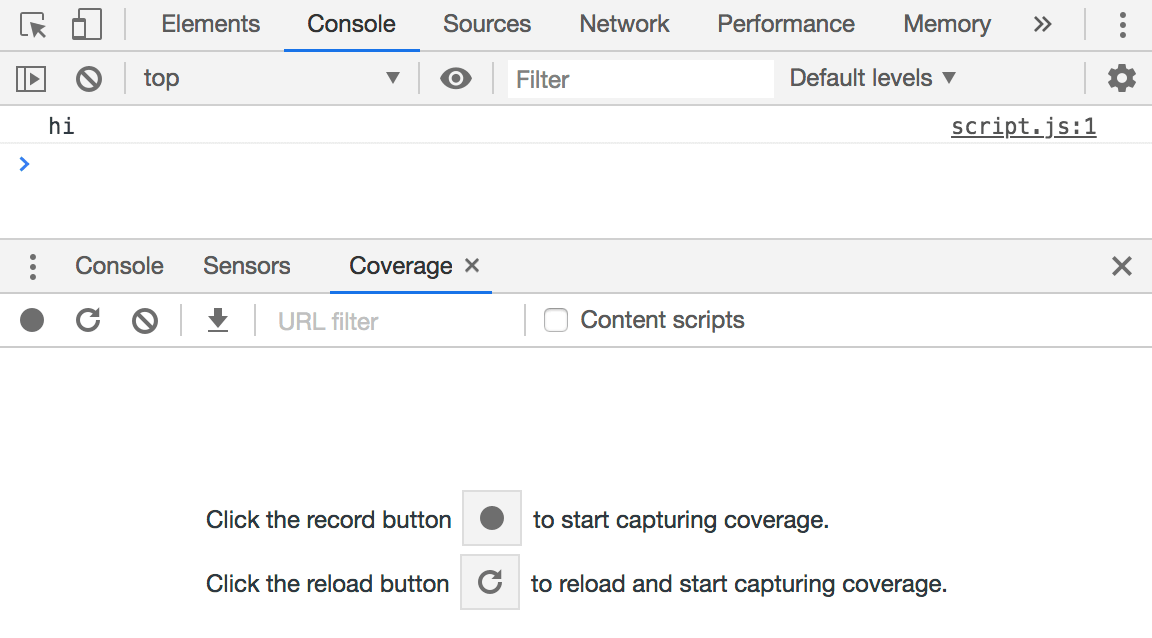 Elements Console Sources Network Performance Memory
top Filter Default levels
hi script.js:1
Console Sensors Coverage
URL filter Content scripts
Click the record button to start capturing coverage.
Click the reload button to reload and start capturing coverage.